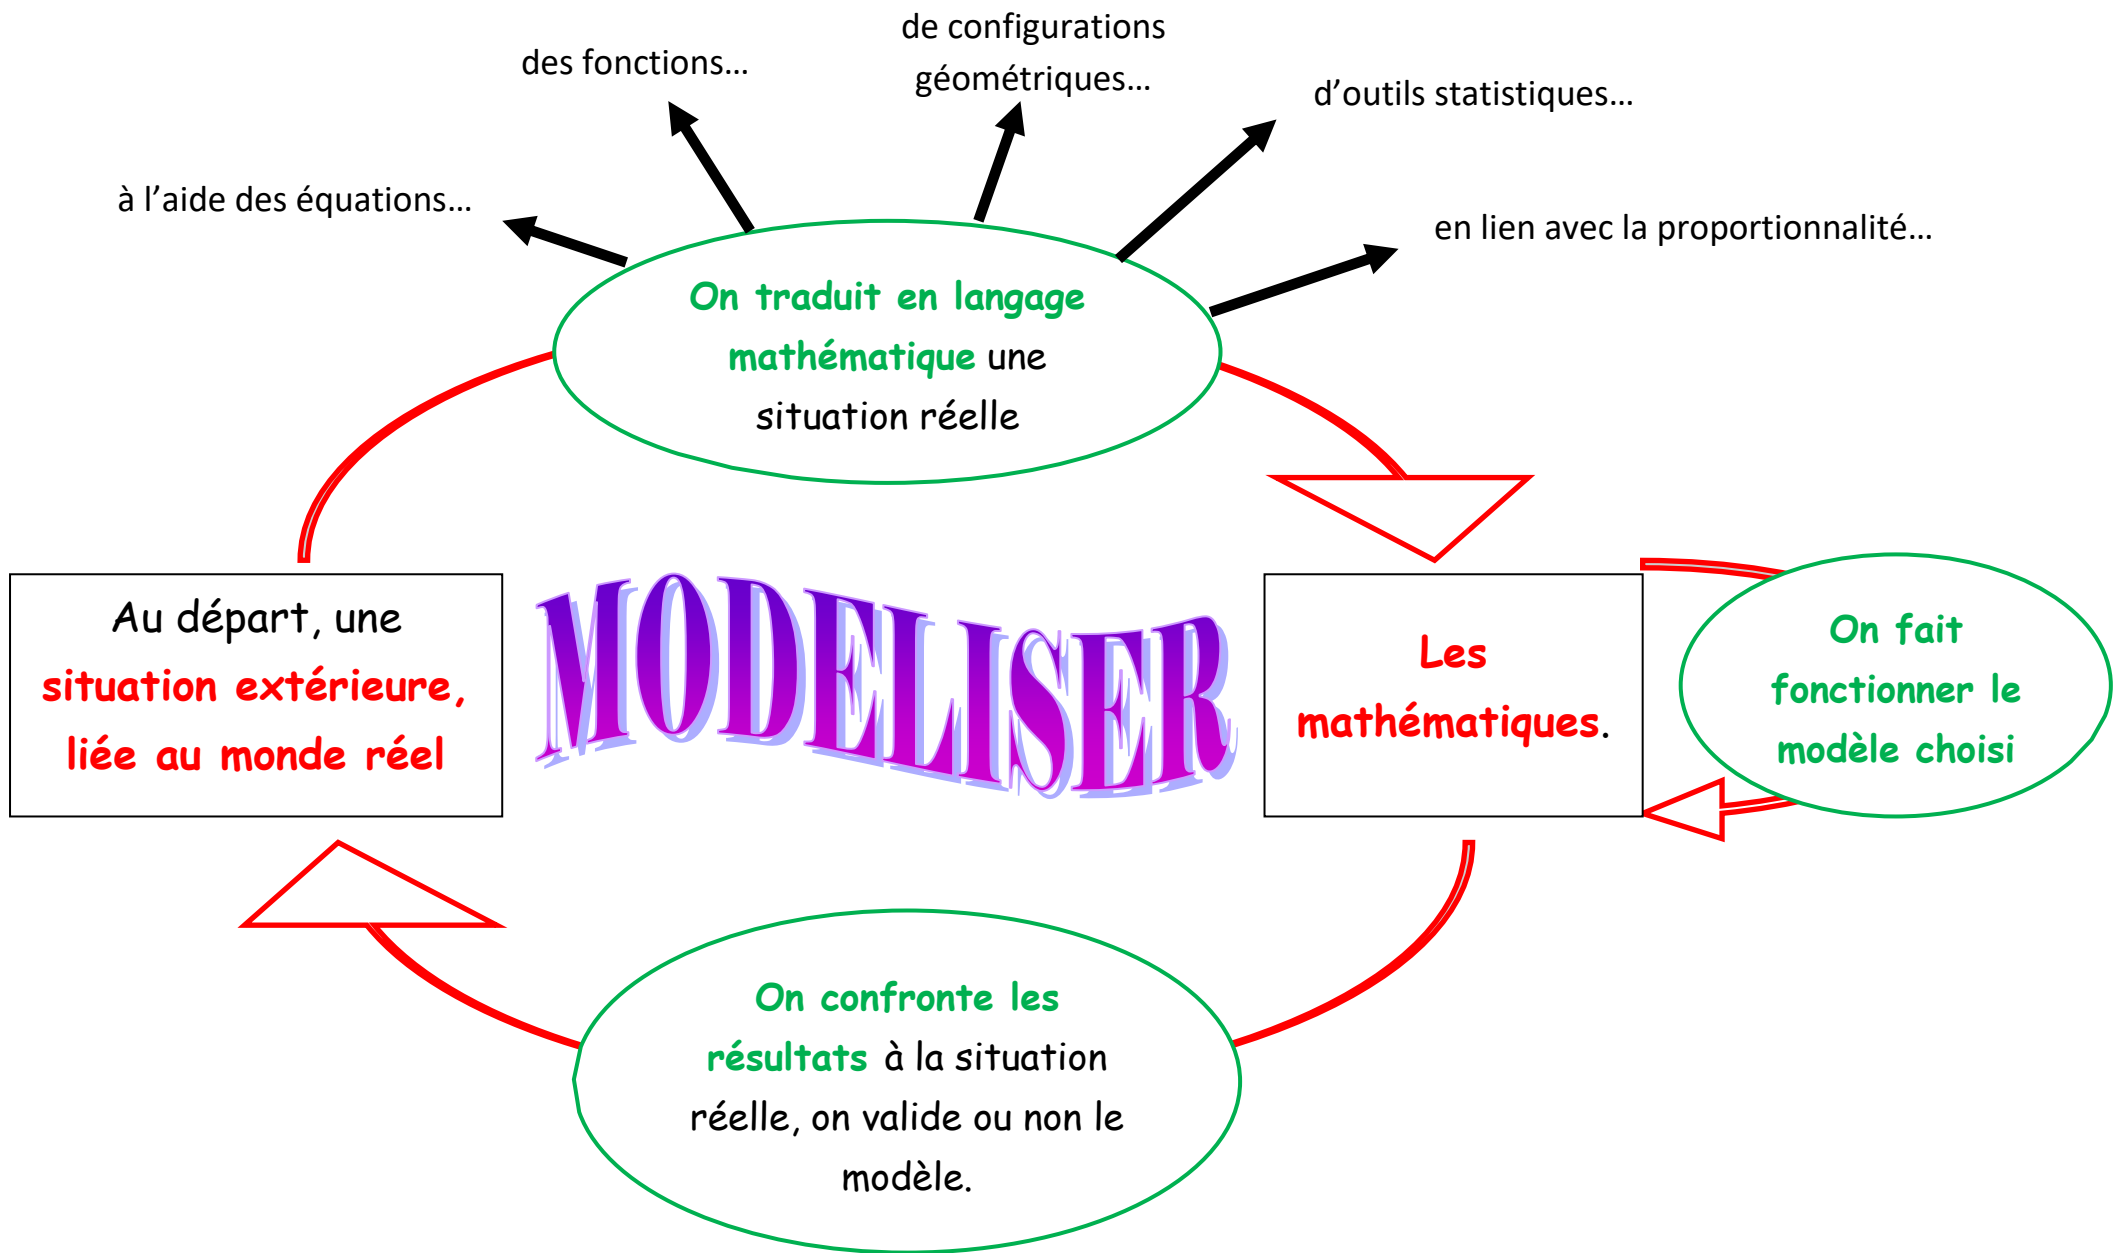 de configurations
géométriques…
des fonctions…
d’outils statistiques…
à l’aide des équations…
en lien avec la proportionnalité…
On traduit en langage
mathématique une
situation réelle
Au départ, une
situation extérieure,
liée au monde réel
MODELISER
Les
mathématiques.
On fait
fonctionner le
modèle choisi
On confronte les
résultats à la situation
réelle, on valide ou non le
modèle.